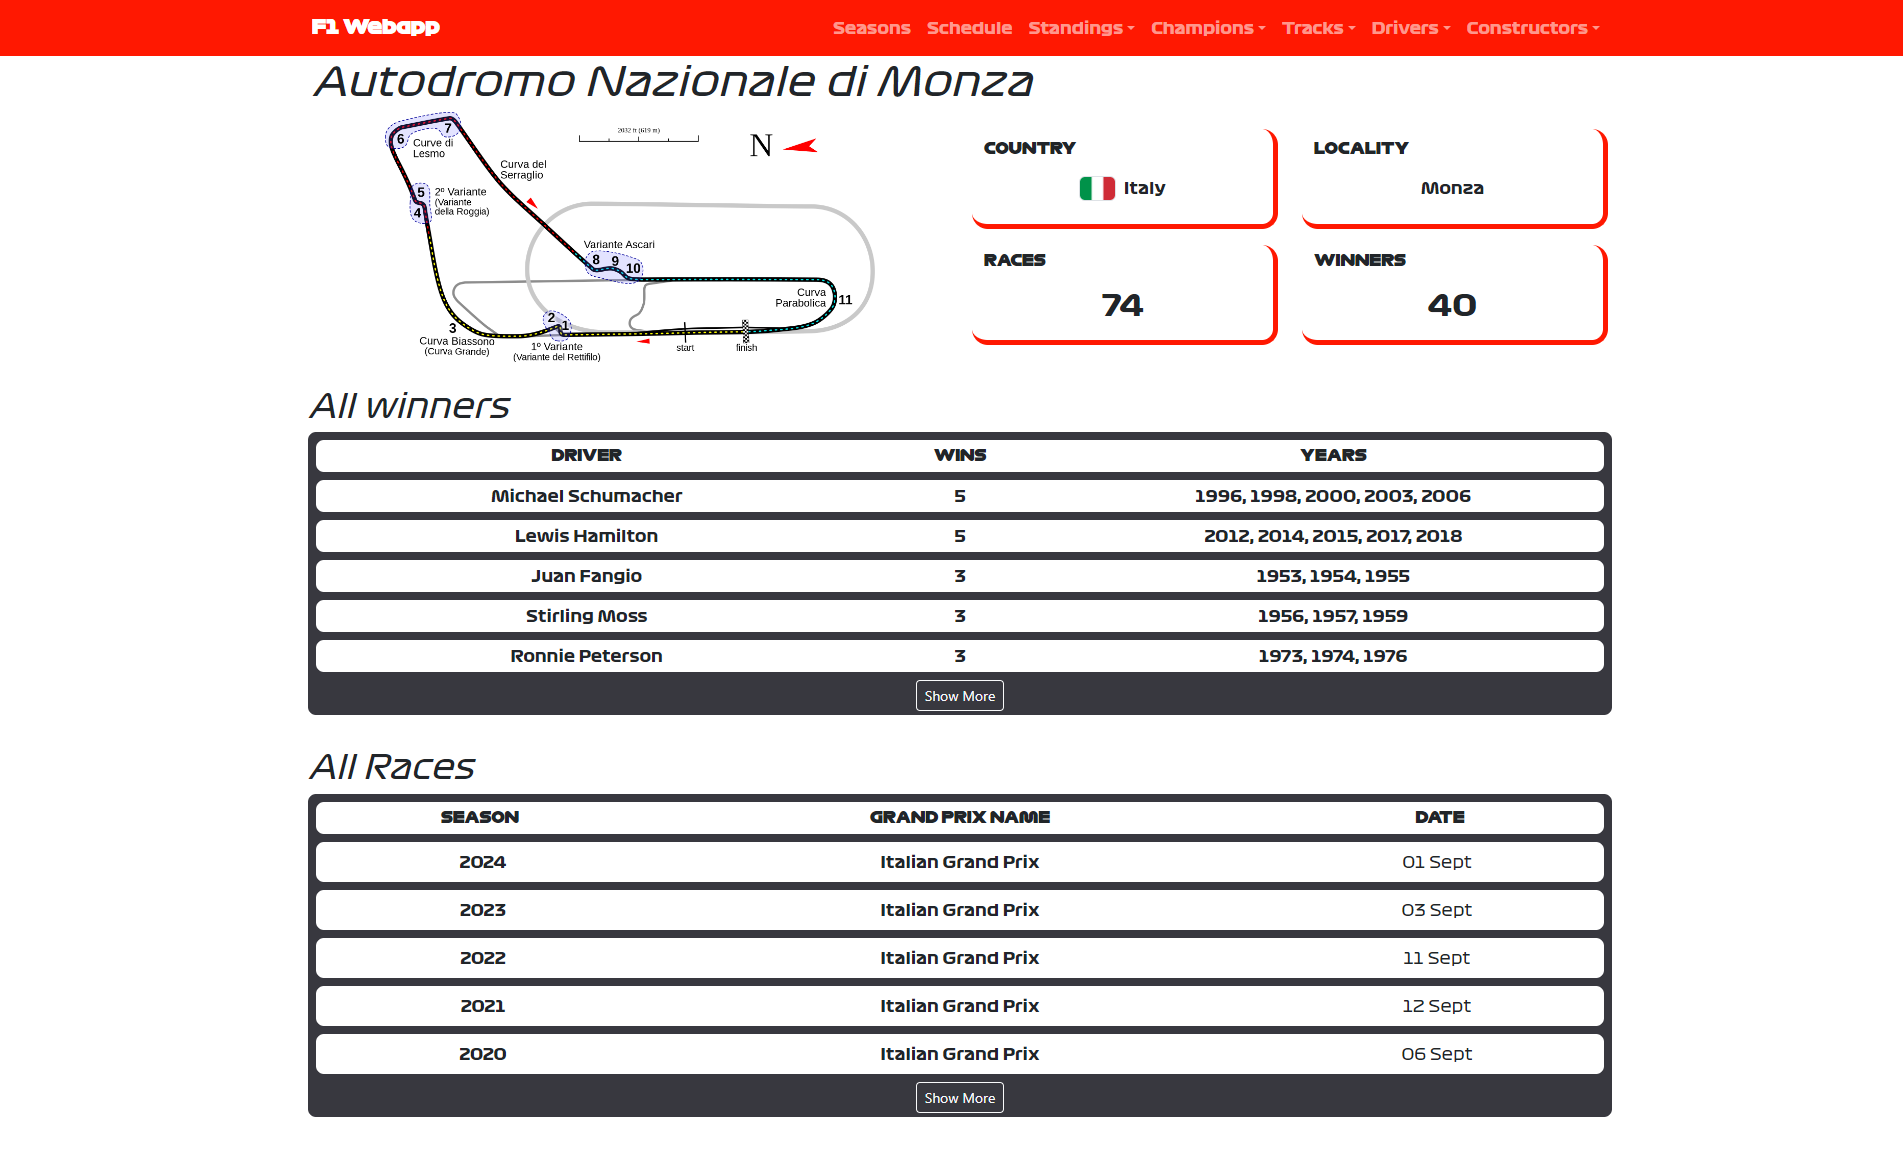 F1 Webapp
Seasons Schedule Standings Champions Tracks Drivers Constructors
Autodromo Nazionale di Monza
2032 ft (619 m)
N
6
7
Curve di
Lesmo
Curva del
Serraglio
5
4
2º Variante
(Variante
della Roggia)
Variante Ascari
8 9 10
Curva
Parabolica
11
3
Curva Biassono
(Curva Grande)
2 1
1º Variante
(Variante del Rettifilo)
start
finish
COUNTRY
Italy
LOCALITY
Monza
RACES
74
WINNERS
40
All winners
DRIVER WINS YEARS
Michael Schumacher 5 1996, 1998, 2000, 2003, 2006
Lewis Hamilton 5 2012, 2014, 2015, 2017, 2018
Juan Fangio 3 1953, 1954, 1955
Stirling Moss 3 1956, 1957, 1959
Ronnie Peterson 3 1973, 1974, 1976
Show More
All Races
SEASON GRAND PRIX NAME DATE
2024 Italian Grand Prix 01 Sept
2023 Italian Grand Prix 03 Sept
2022 Italian Grand Prix 11 Sept
2021 Italian Grand Prix 12 Sept
2020 Italian Grand Prix 06 Sept
Show More